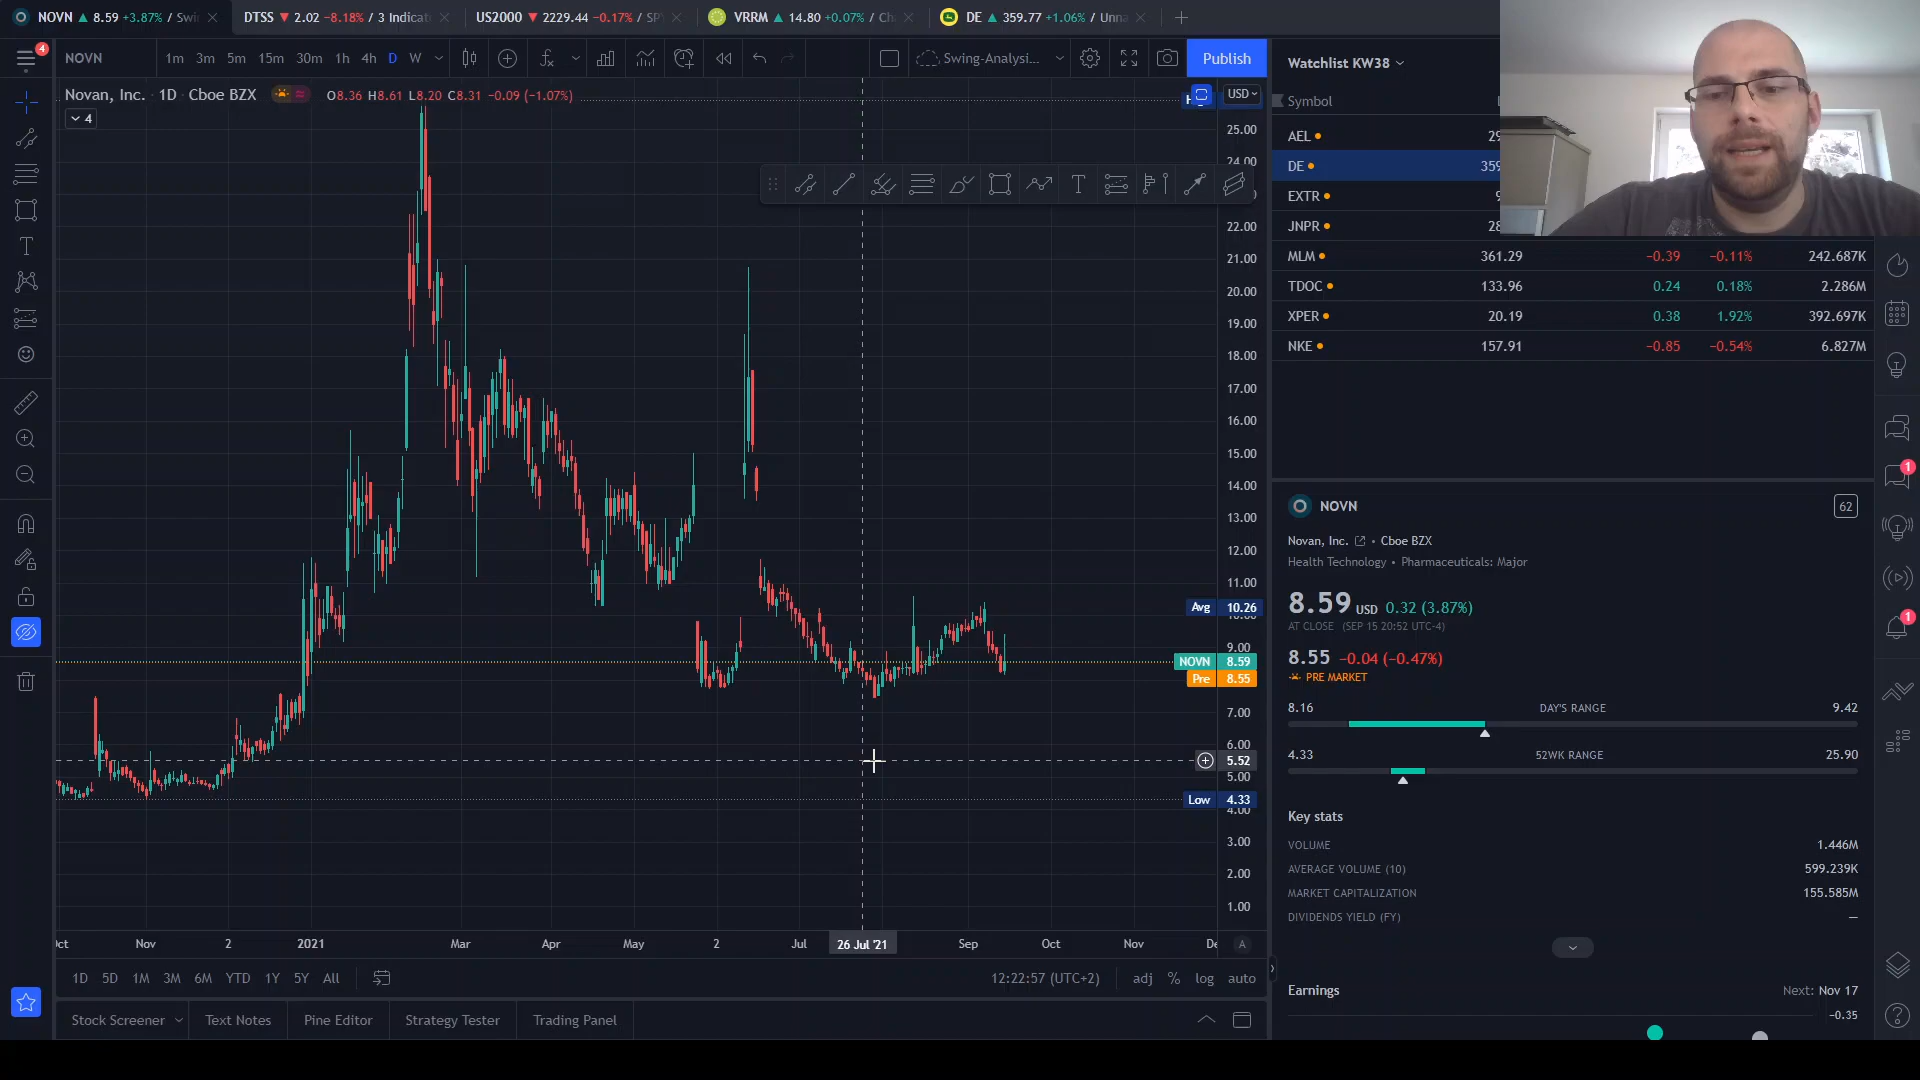 NOVN ▲ 8.59 +3.87% / Swi
DTSS ▼ 2.02 −8.18% / 3 Indicat
US2000 ▼ 2229.44 −0.17% / SP
VRRM ▲ 14.80 +0.07% / Ch
DE ▲ 359.77 +1.06% / Unna
4
NOVN
1m 3m 5m 15m 30m 1h 4h D W
Swing-Analysi...
Publish
Novan, Inc. · 1D · Cboe BZX
O8.36 H8.61 L8.20 C8.31 −0.09 (−1.07%)
4
USD
25.00
24.00
22.00
21.00
20.00
19.00
18.00
17.00
16.00
15.00
14.00
13.00
12.00
11.00
Avg 10.26
9.00
NOVN 8.59
Pre 8.55
7.00
6.00
5.52
5.00
Low 4.33
4.00
3.00
2.00
1.00
Oct Nov 2 2021 Mar Apr May 2 Jul 26 Jul '21 Sep Oct Nov De
A
1D 5D 1M 3M 6M YTD 1Y 5Y All
12:22:57 (UTC+2) adj % log auto
Stock Screener Text Notes Pine Editor Strategy Tester Trading Panel
Watchlist KW38
Symbol
AEL 29
DE 359
EXTR 9
JNPR 28
MLM 361.29 −0.39 −0.11% 242.687K
TDOC 133.96 0.24 0.18% 2.286M
XPER 20.19 0.38 1.92% 392.697K
NKE 157.91 −0.85 −0.54% 6.827M
NOVN
62
Novan, Inc. • Cboe BZX
Health Technology • Pharmaceuticals: Major
8.59 USD 0.32 (3.87%)
AT CLOSE (SEP 15 20:52 UTC-4)
8.55 −0.04 (−0.47%)
PRE MARKET
8.16 DAY'S RANGE 9.42
4.33 52WK RANGE 25.90
Key stats
VOLUME 1.446M
AVERAGE VOLUME (10) 599.239K
MARKET CAPITALIZATION 155.585M
DIVIDENDS YIELD (FY) —
Earnings Next: Nov 17
−0.35
1
1